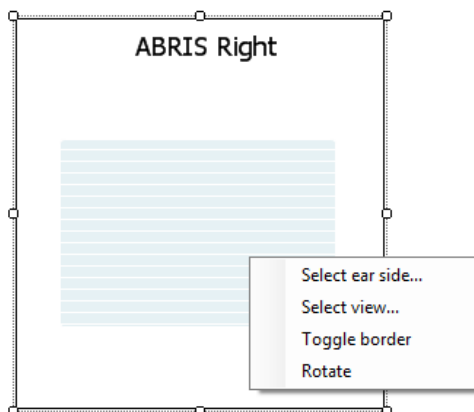 ABRIS Right
Select ear side...
Select view...
Toggle border
Rotate